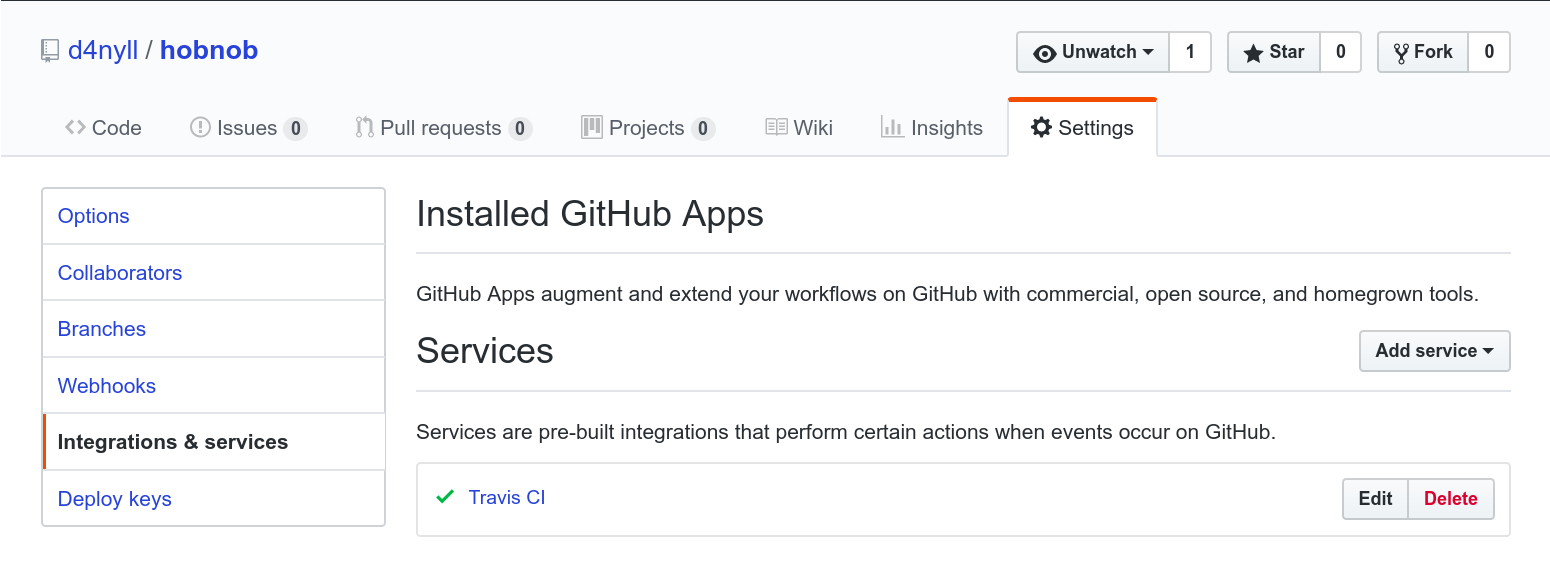 d4nyll / hobnob
Unwatch 1 Star 0 Fork 0
Code Issues 0 Pull requests 0 Projects 0 Wiki Insights Settings
Options
Collaborators
Branches
Webhooks
Integrations & services
Deploy keys
Installed GitHub Apps
GitHub Apps augment and extend your workflows on GitHub with commercial, open source, and homegrown tools.
Services Add service
Services are pre-built integrations that perform certain actions when events occur on GitHub.
Travis CI Edit Delete